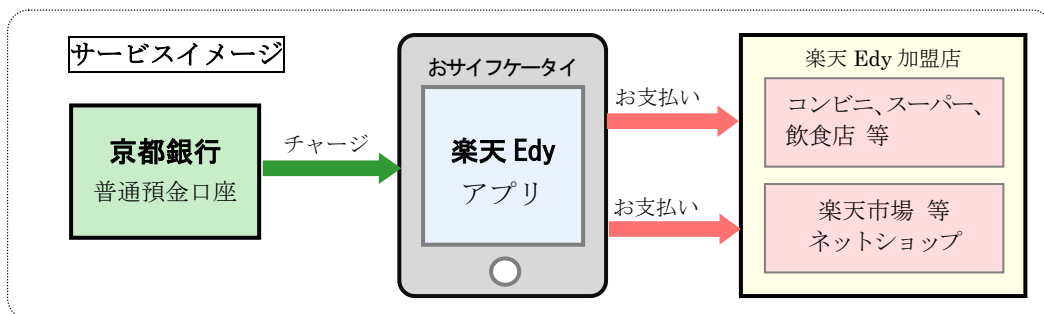 サービスイメージ
京都銀行
普通預金口座
チャージ
おサイフケータイ
楽天 Edy
アプリ
お支払い
お支払い
楽天 Edy 加盟店
コンビニ、スーパー、
飲食店 等
楽天市場 等
ネットショップ